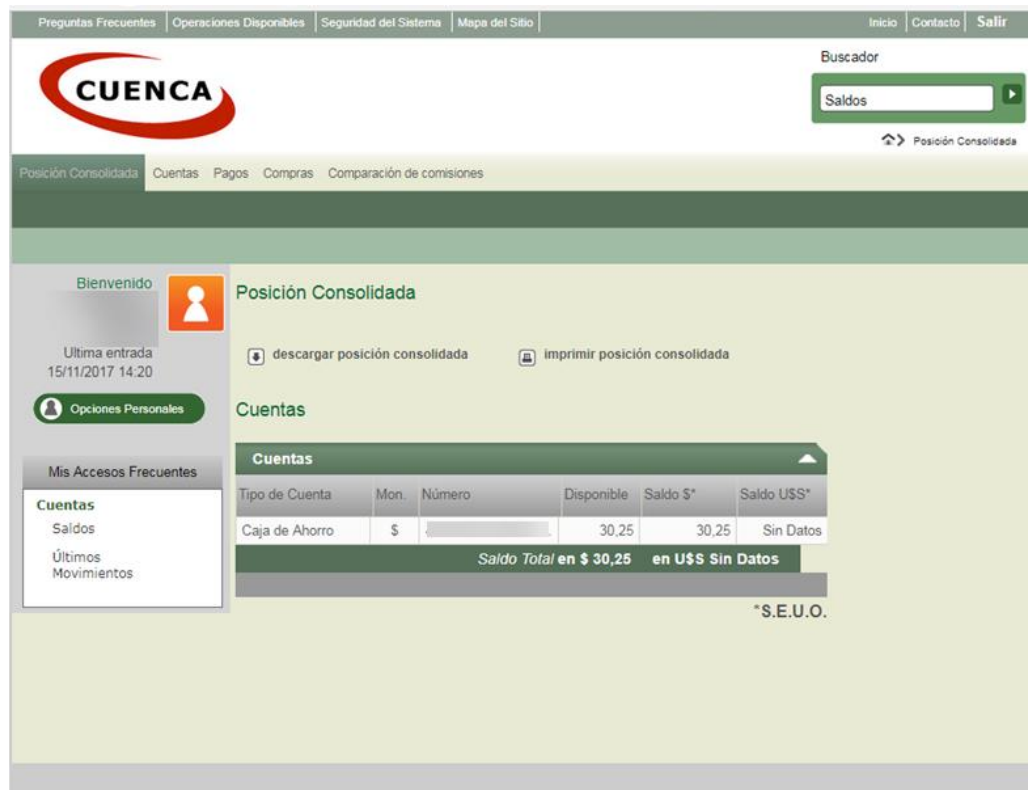 Preguntas Frecuentes Operaciones Disponibles Seguridad del Sistema Mapa del Sitio Inicio Contacto Salir
CUENCA
Buscador
Saldos
Posición Consolidada
Posición Consolidada Cuentas Pagos Compras Comparación de comisiones
Bienvenido
Ultima entrada
15/11/2017 14:20
Opciones Personales
Mis Accesos Frecuentes
Cuentas
Saldos
Últimos
Movimientos
Posición Consolidada
descargar posición consolidada imprimir posición consolidada
Cuentas
Cuentas
Tipo de Cuenta Mon. Número Disponible Saldo $* Saldo U$S*
Caja de Ahorro $ 30,25 30,25 Sin Datos
Saldo Total en $ 30,25 en U$S Sin Datos
*S.E.U.O.